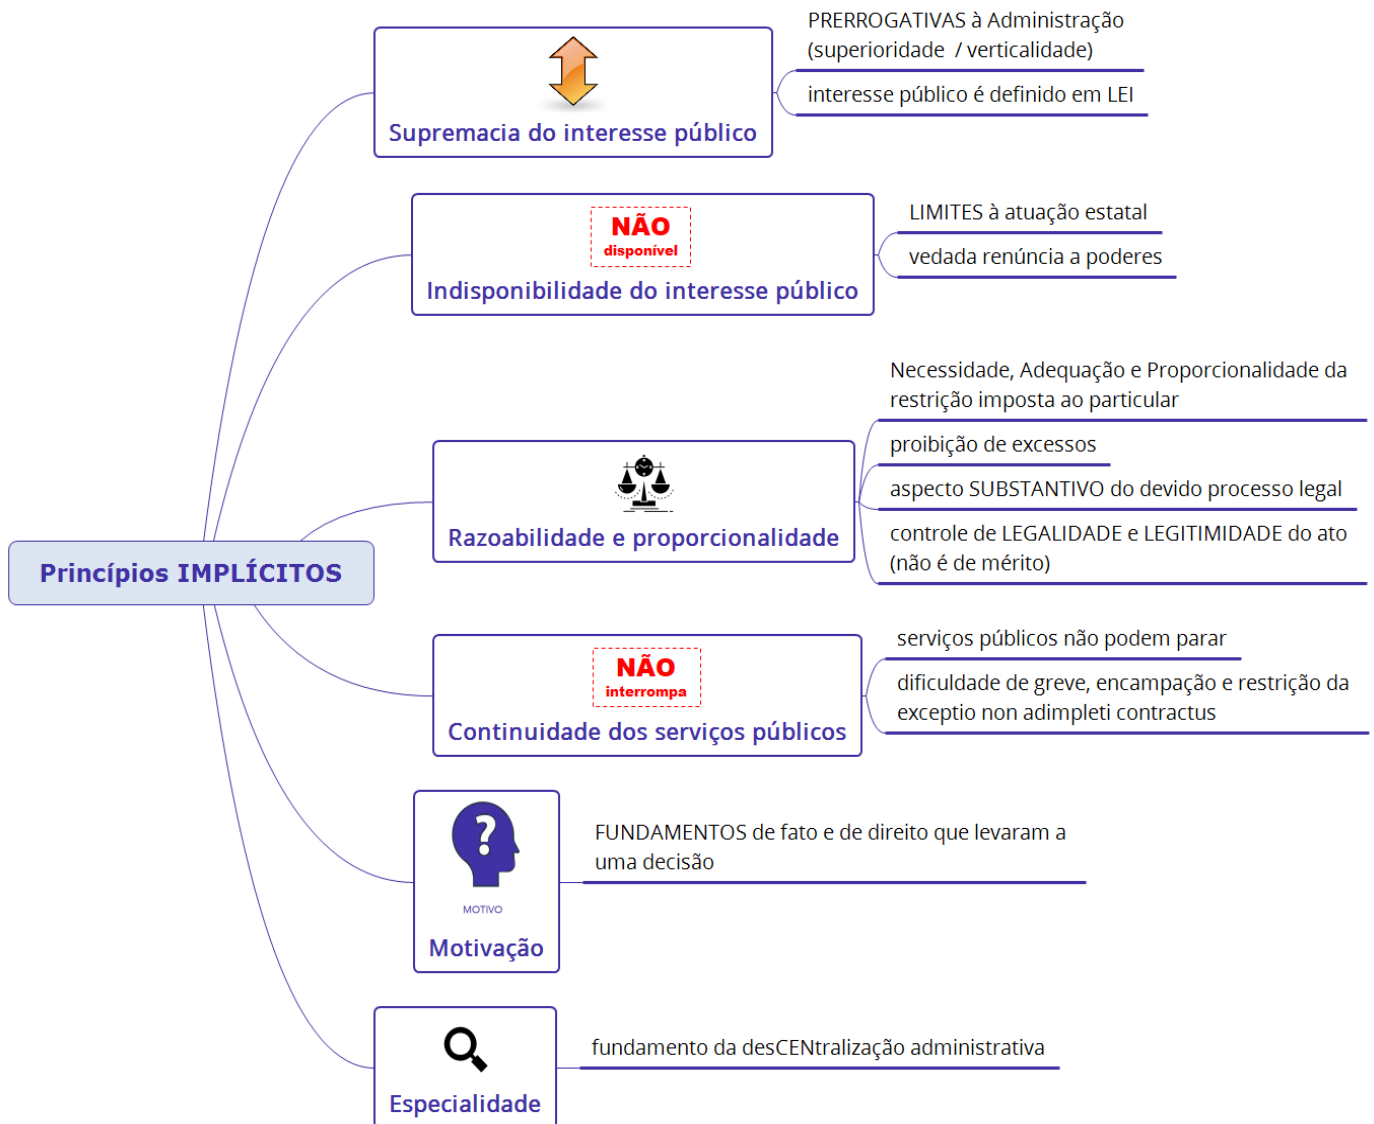 Princípios IMPLÍCITOS
Supremacia do interesse público
PRERROGATIVAS à Administração
(superioridade / verticalidade)
interesse público é definido em LEI
NÃO
disponível
Indisponibilidade do interesse público
LIMITES à atuação estatal
vedada renúncia a poderes
Razoabilidade e proporcionalidade
Necessidade, Adequação e Proporcionalidade da
restrição imposta ao particular
proibição de excessos
aspecto SUBSTANTIVO do devido processo legal
controle de LEGALIDADE e LEGITIMIDADE do ato
(não é de mérito)
NÃO
interrompa
Continuidade dos serviços públicos
serviços públicos não podem parar
dificuldade de greve, encampação e restrição da
exceptio non adimpleti contractus
?
MOTIVO
Motivação
FUNDAMENTOS de fato e de direito que levaram a
uma decisão
Especialidade
fundamento da desCENtralização administrativa